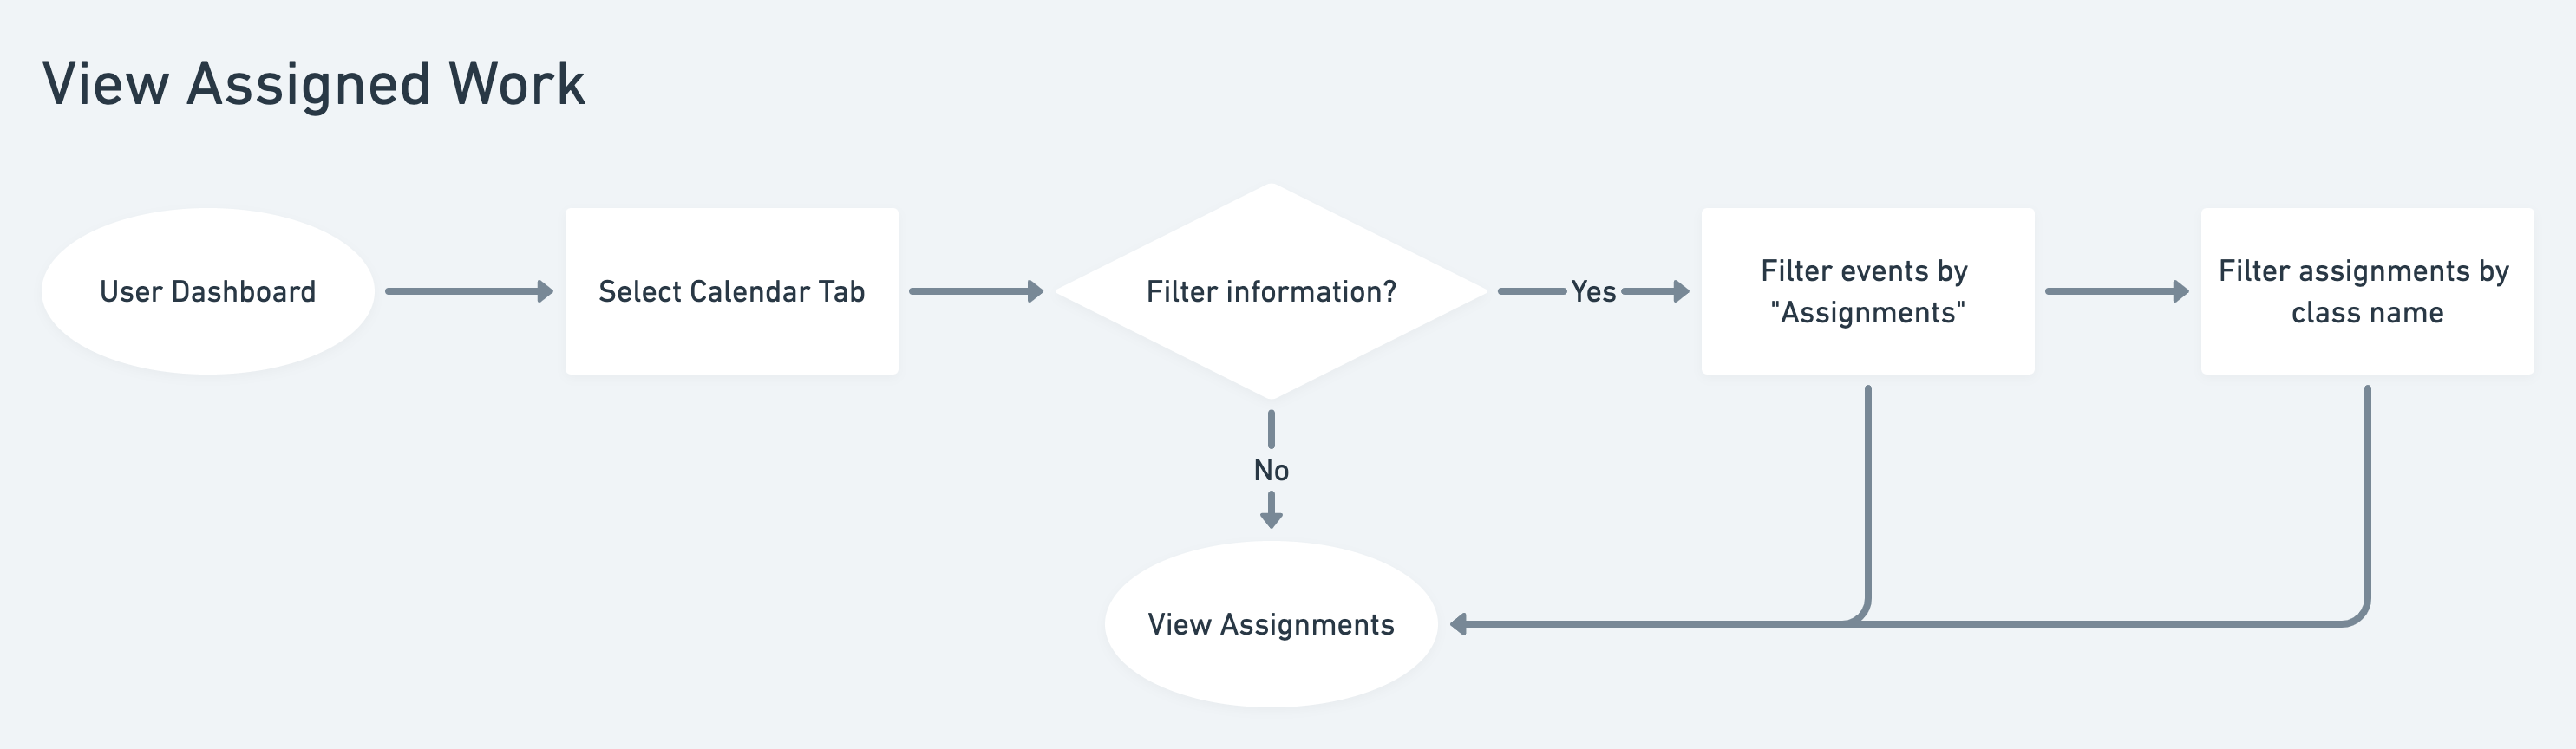 View Assigned Work
User Dashboard
Select Calendar Tab
Filter information?
Yes
Filter events by
"Assignments"
Filter assignments by
class name
No
View Assignments